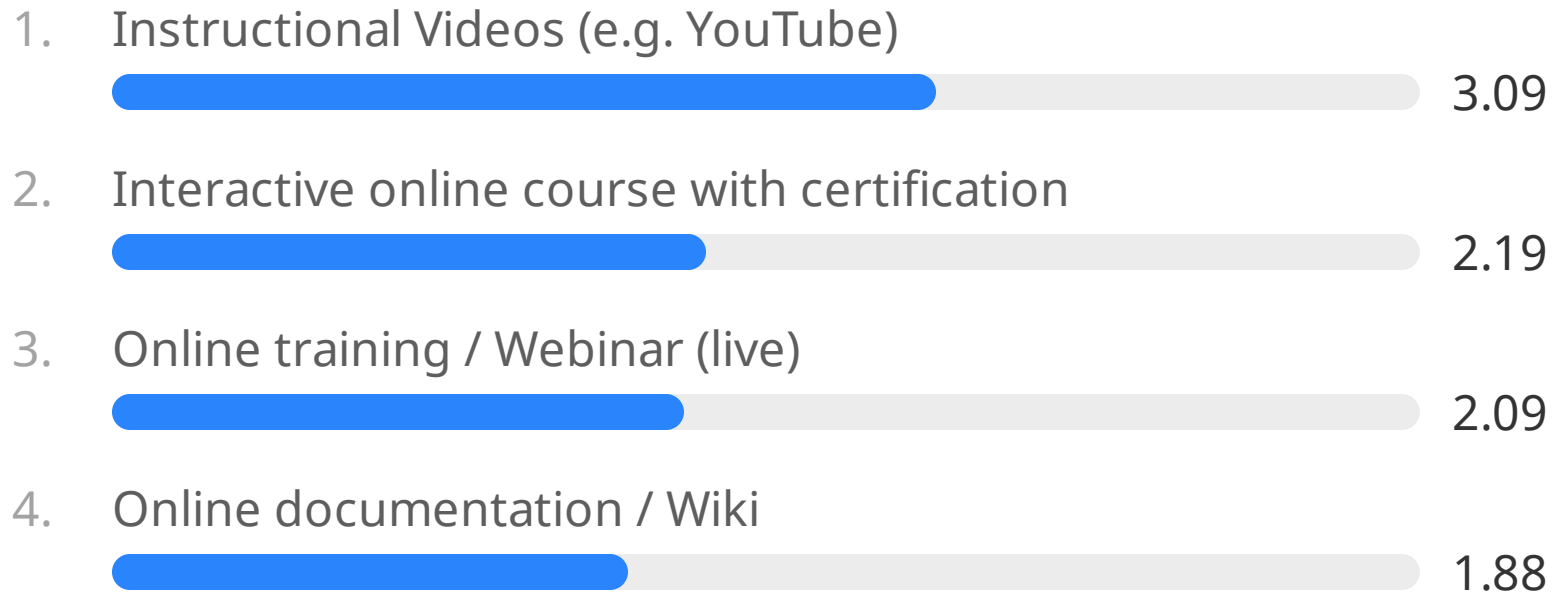 1. Instructional Videos (e.g. YouTube)
3.09
2. Interactive online course with certification
2.19
3. Online training / Webinar (live)
2.09
4. Online documentation / Wiki
1.88